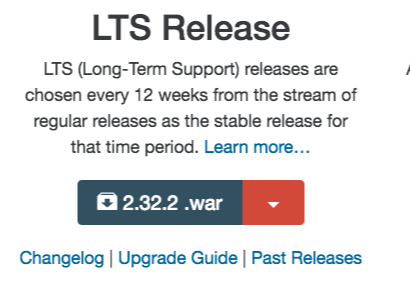 LTS Release
LTS (Long-Term Support) releases are
chosen every 12 weeks from the stream of
regular releases as the stable release for
that time period. Learn more…
2.32.2 .war
Changelog | Upgrade Guide | Past Releases